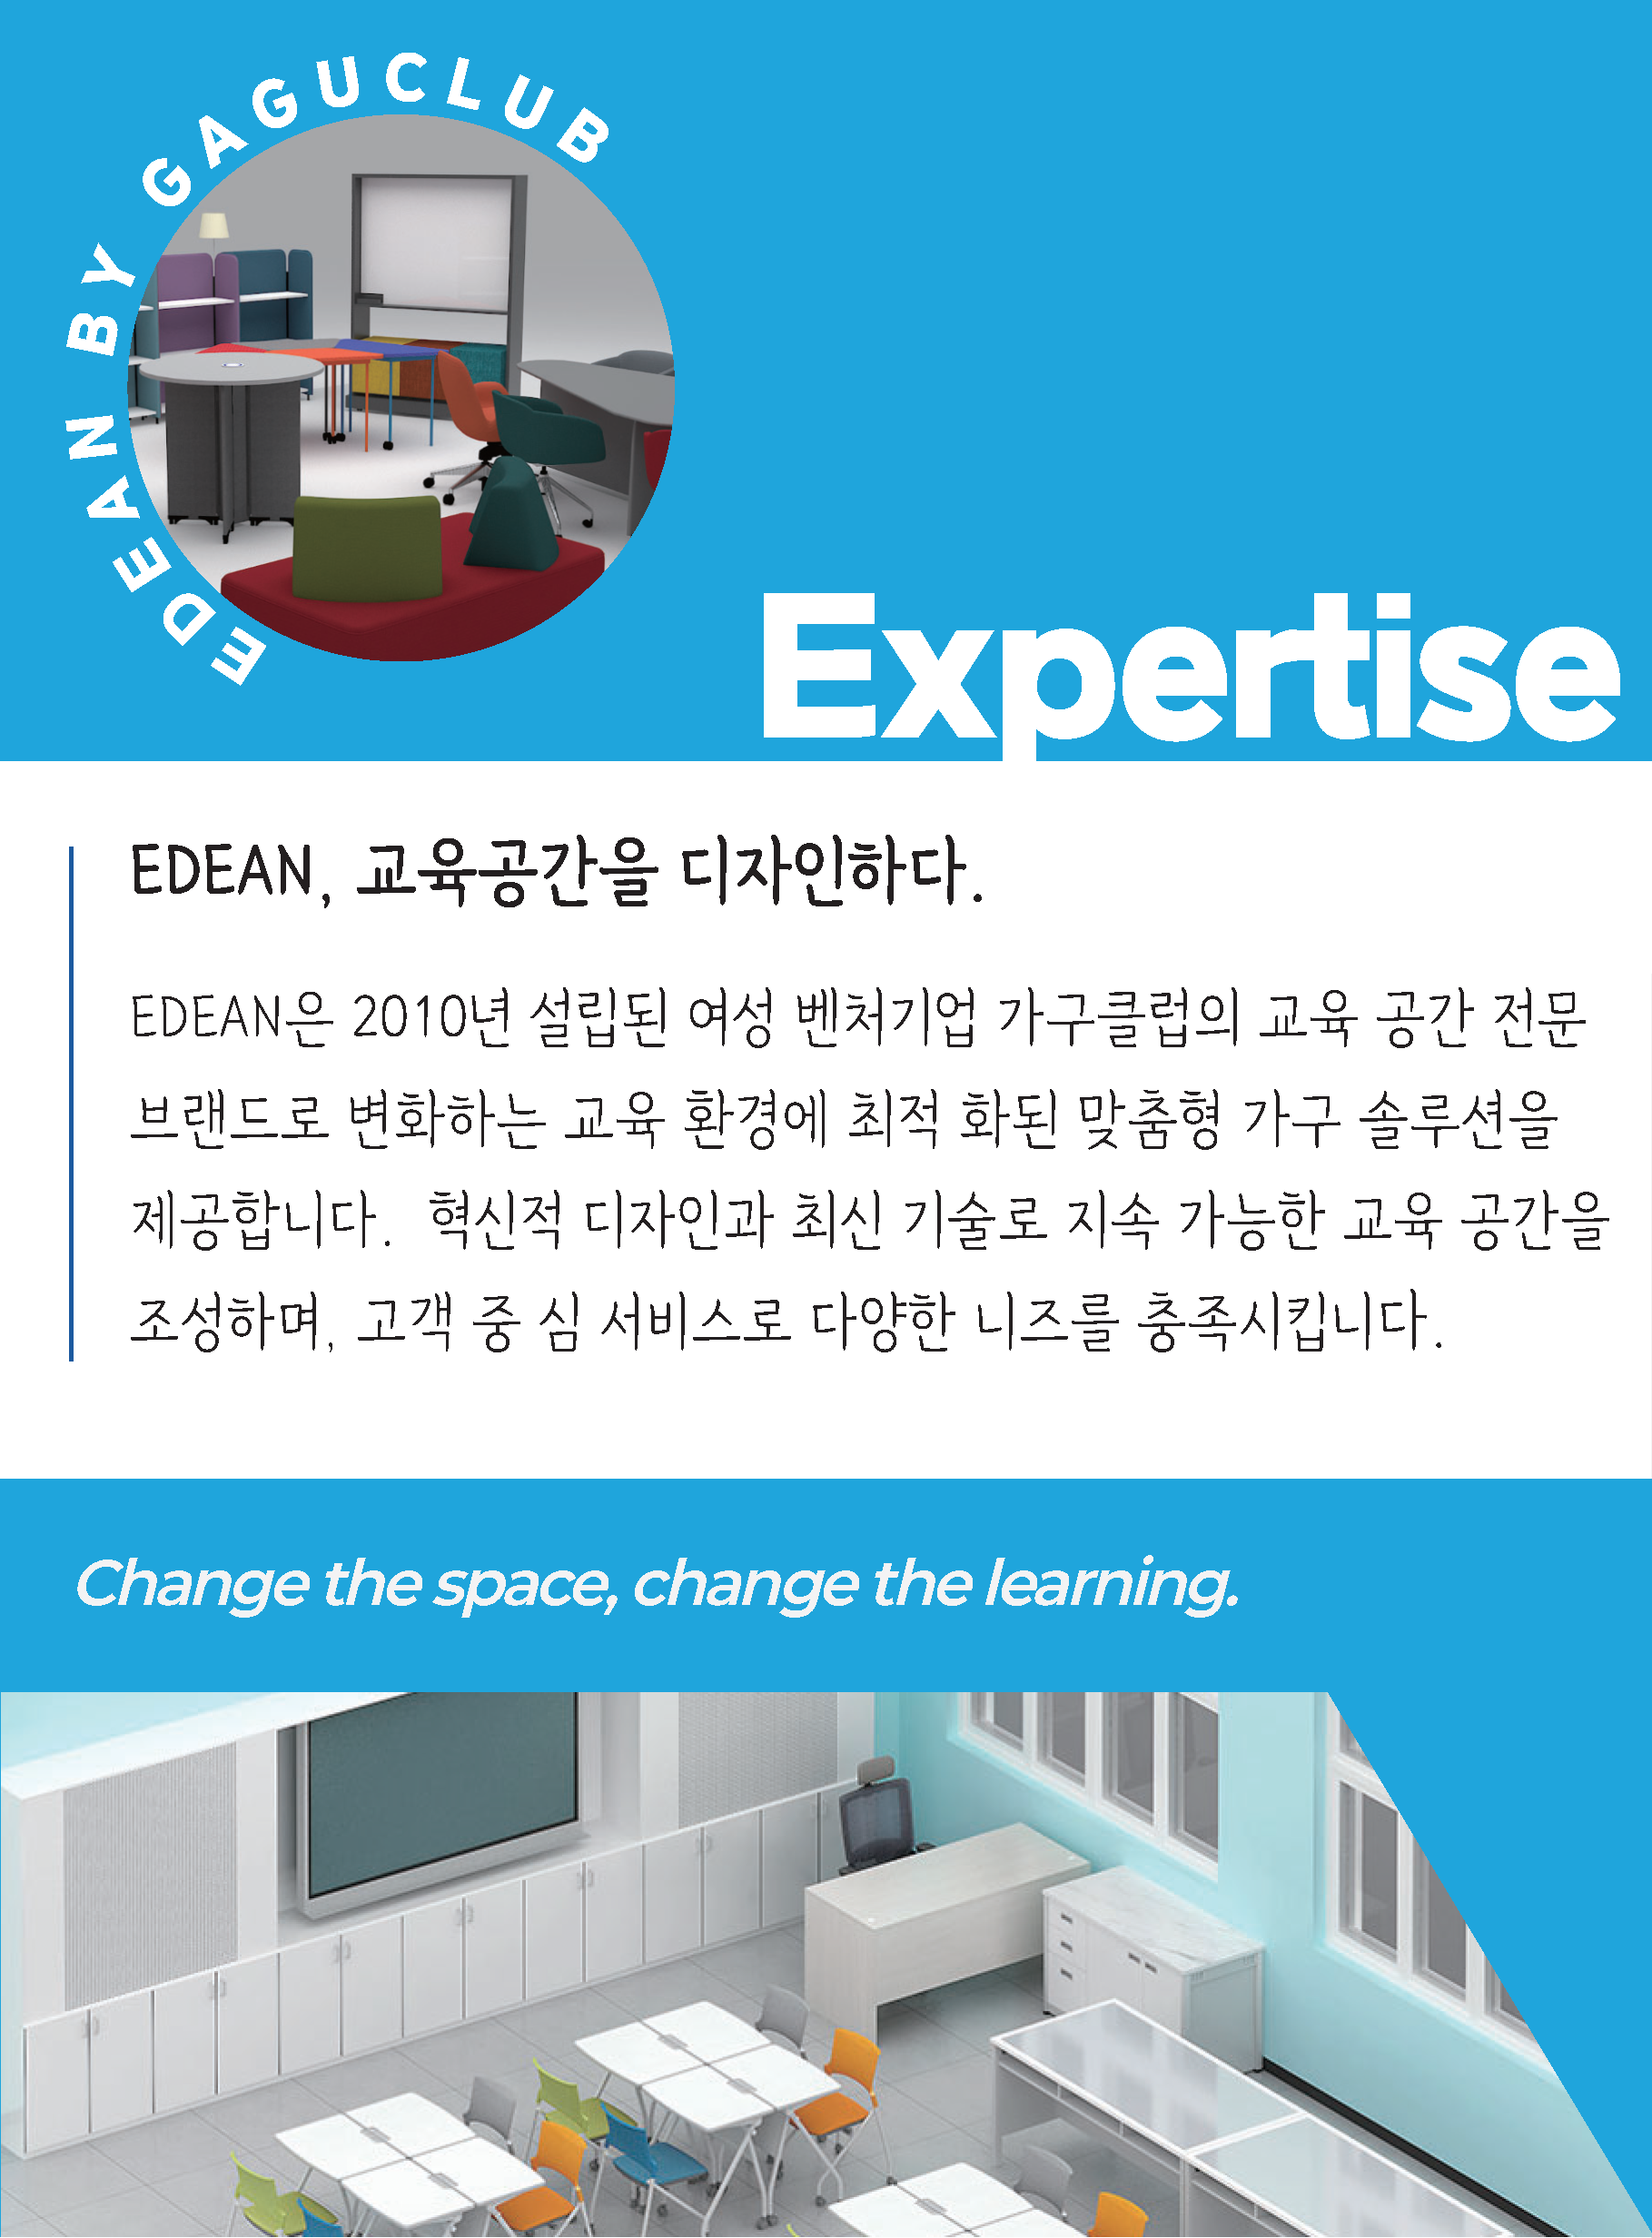 EDEAN BY GAGUCLUB
Expertise
EDEAN, 교육공간을 디자인하다.
EDEAN은 2010년 설립된 여성 벤처기업 가구클럽의 교육 공간 전문
브랜드로 변화하는 교육 환경에 최적 화된 맞춤형 가구 솔루션을
제공합니다. 혁신적 디자인과 최신 기술로 지속 가능한 교육 공간을
조성하며, 고객 중 심 서비스로 다양한 니즈를 충족시킵니다.
Change the space, change the learning.